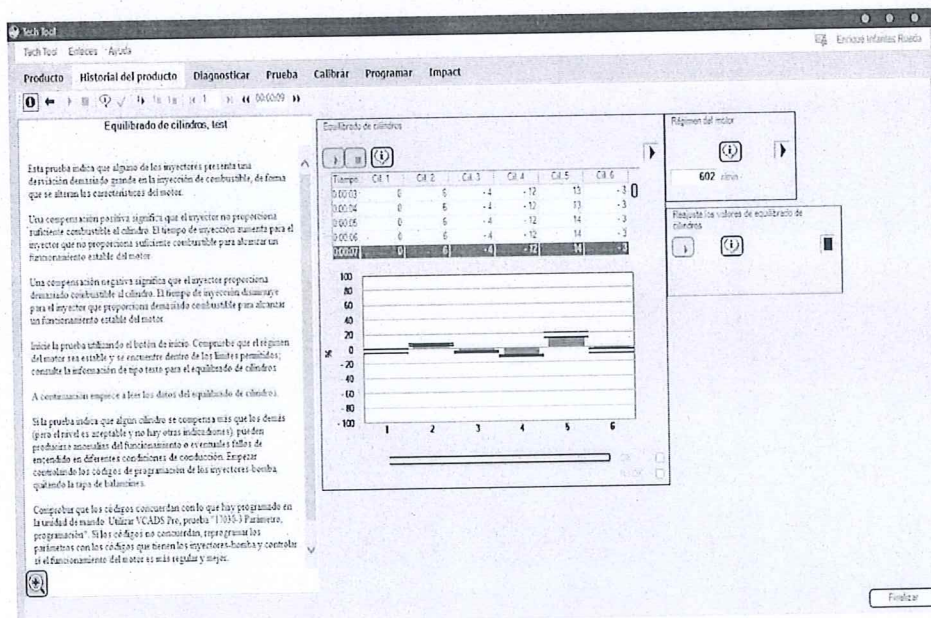 Tech Tool
Tech Tool Enlaces Ayuda
Enrique Infantes Rueda
Producto Historial del producto Diagnosticar Prueba Calibrar Programar Impact
1 00:00:09
Equilibrado de cilindros, test
Esta prueba indica que alguno de los inyectores presenta una
desviación demasiado grande en la inyección de combustible, de forma
que se alteran las características del motor.
Una compensación positiva significa que el inyector no proporciona
suficiente combustible al cilindro. El tiempo de inyección aumenta para el
inyector que no proporciona suficiente combustible para alcanzar un
funcionamiento estable del motor.
Una compensación negativa significa que el inyector proporciona
demasiado combustible al cilindro. El tiempo de inyección disminuye
para el inyector que proporciona demasiado combustible para alcanzar
un funcionamiento estable del motor.
Inicie la prueba utilizando el botón de inicio. Compruebe que el régimen
del motor sea estable y se encuentre dentro de los límites permitidos;
consulte la información de tipo texto para el equilibrado de cilindros.
A continuación empiece a leer los datos del equilibrado de cilindros.
Si la prueba indica que algún cilindro se compensa más que los demás
(pero el nivel es aceptable y no hay otras indicaciones), pueden
producirse anomalías del funcionamiento o eventuales fallos de
encendido en diferentes condiciones de conducción. Empezar
controlando los códigos de programación de los inyectores-bomba,
quitando la tapa de balancines.
Comprobar que los códigos concuerdan con lo que hay programado en
la unidad de mando. Utilizar VCADS Pro, prueba "17030-3 Parámetro,
programación". Si los códigos no concuerdan, reprogramar los
parámetros con los códigos que tienen los inyectores-bomba y controlar
si el funcionamiento del motor es más regular y mejor.
Equilibrado de cilindros
Tiempo Cil. 1 Cil. 2 Cil. 3 Cil. 4 Cil. 5 Cil. 6
0:00:03 0 6 -4 -12 13 -3
0:00:04 0 6 -4 -12 13 -3
0:00:05 0 6 -4 -12 14 -3
0:00:06 0 6 -4 -12 14 -3
0:00:07 0 6 -4 -12 14 -3
100
80
60
40
20
% 0
-20
-40
-60
-80
-100
1 2 3 4 5 6
OK
Régimen del motor
602 r/min
Reajuste los valores de equilibrado de
cilindros
Finalizar